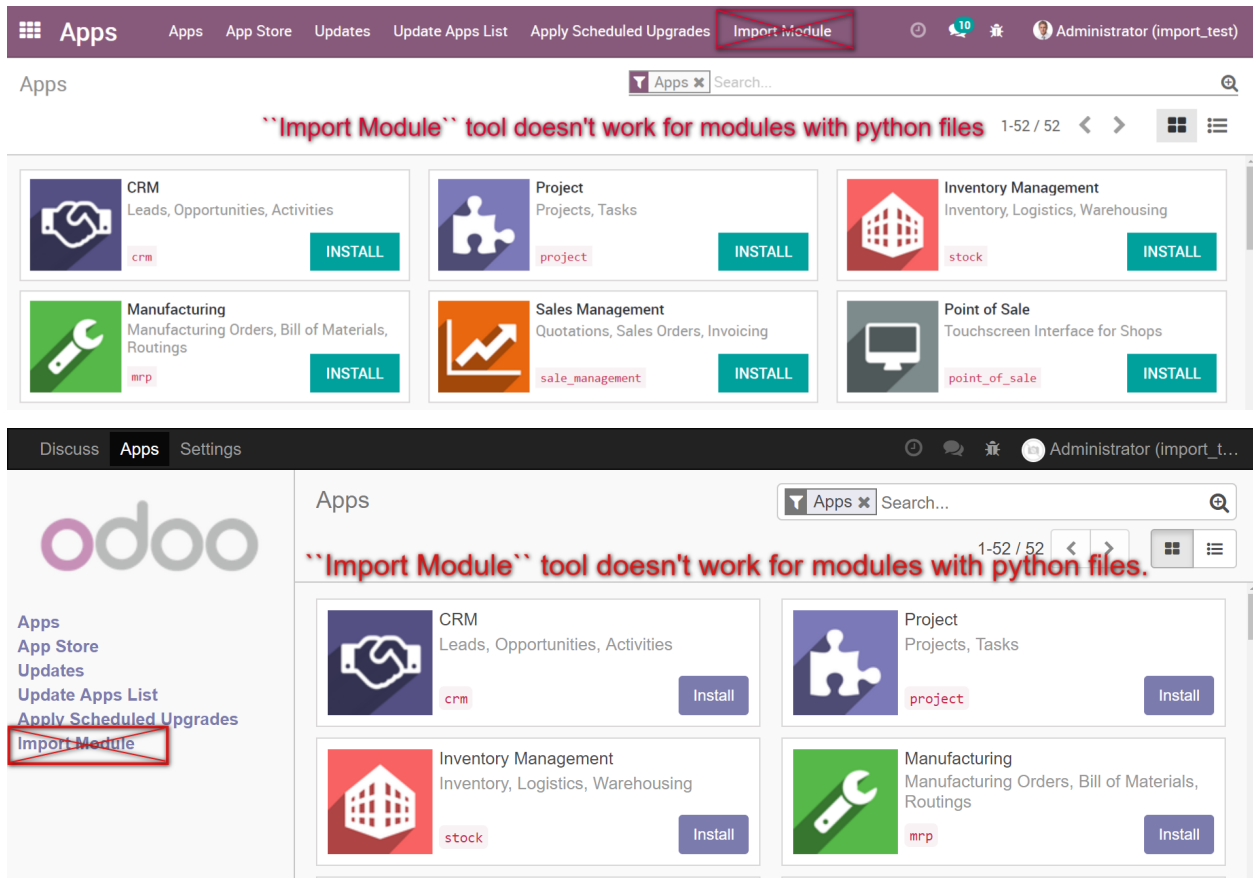 Apps Apps App Store Updates Update Apps List Apply Scheduled Upgrades Import Module 10 Administrator (import_test)
Apps Apps Search...
``Import Module`` tool doesn't work for modules with python files 1-52 / 52
CRM
Leads, Opportunities, Activities
crm INSTALL
Project
Projects, Tasks
project INSTALL
Inventory Management
Inventory, Logistics, Warehousing
stock INSTALL
Manufacturing
Manufacturing Orders, Bill of Materials,
Routings
mrp INSTALL
Sales Management
Quotations, Sales Orders, Invoicing
sale_management INSTALL
Point of Sale
Touchscreen Interface for Shops
point_of_sale INSTALL
Discuss Apps Settings Administrator (import_t...
odoo
Apps
App Store
Updates
Update Apps List
Apply Scheduled Upgrades
Import Module
Apps Apps Search...
1-52 / 52
``Import Module`` tool doesn't work for modules with python files.
CRM
Leads, Opportunities, Activities
crm Install
Project
Projects, Tasks
project Install
Inventory Management
Inventory, Logistics, Warehousing
stock Install
Manufacturing
Manufacturing Orders, Bill of Materials,
Routings
mrp Install